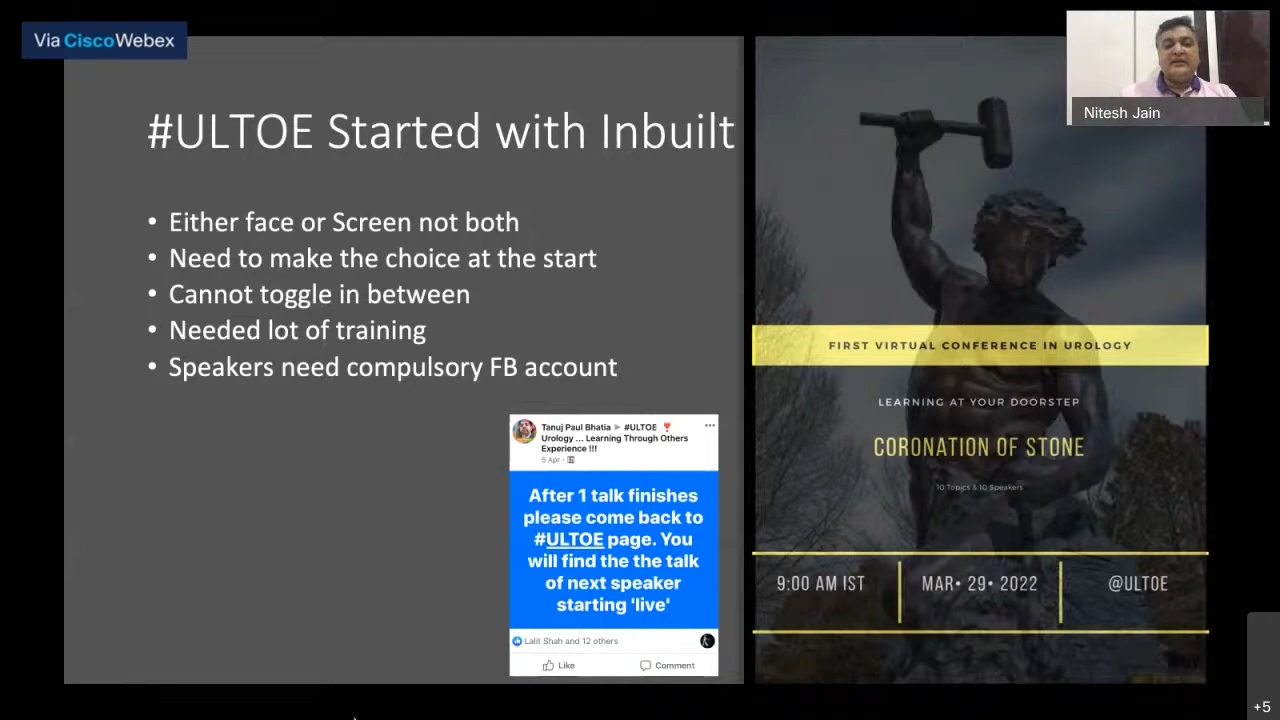 Via CiscoWebex
#ULTOE Started with Inbuilt
• Either face or Screen not both
• Need to make the choice at the start
• Cannot toggle in between
• Needed lot of training
• Speakers need compulsory FB account
Tanuj Paul Bhatia ▶ #ULTOE
Urology ... Learning Through Others
Experience !!!
5 Apr ·
After 1 talk finishes
please come back to
#ULTOE page. You
will find the the talk
of next speaker
starting 'live'
Lalit Shah and 12 others
Like
Comment
Nitesh Jain
FIRST VIRTUAL CONFERENCE IN UROLOGY
LEARNING AT YOUR DOORSTEP
CORONATION OF STONE
10 Topics & 10 Speakers
9:00 AM IST
MAR• 29• 2022
@ULTOE
+5